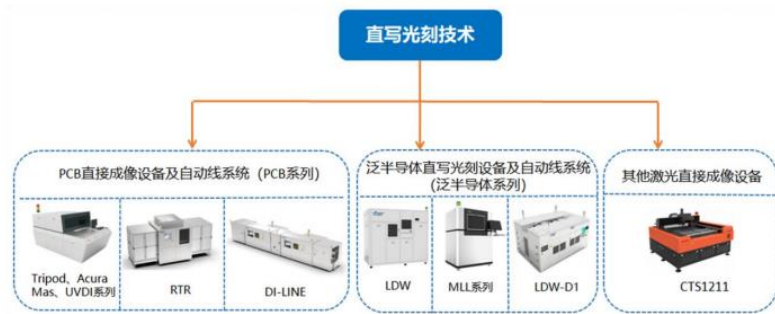 直写光刻技术
PCB直接成像设备及自动线系统（PCB系列）
Tripod、Acura
Mas、UVDI系列
RTR
DI-LINE
泛半导体直写光刻设备及自动线系统
(泛半导体系列)
LDW
MLL系列
LDW-D1
其他激光直接成像设备
CTS1211